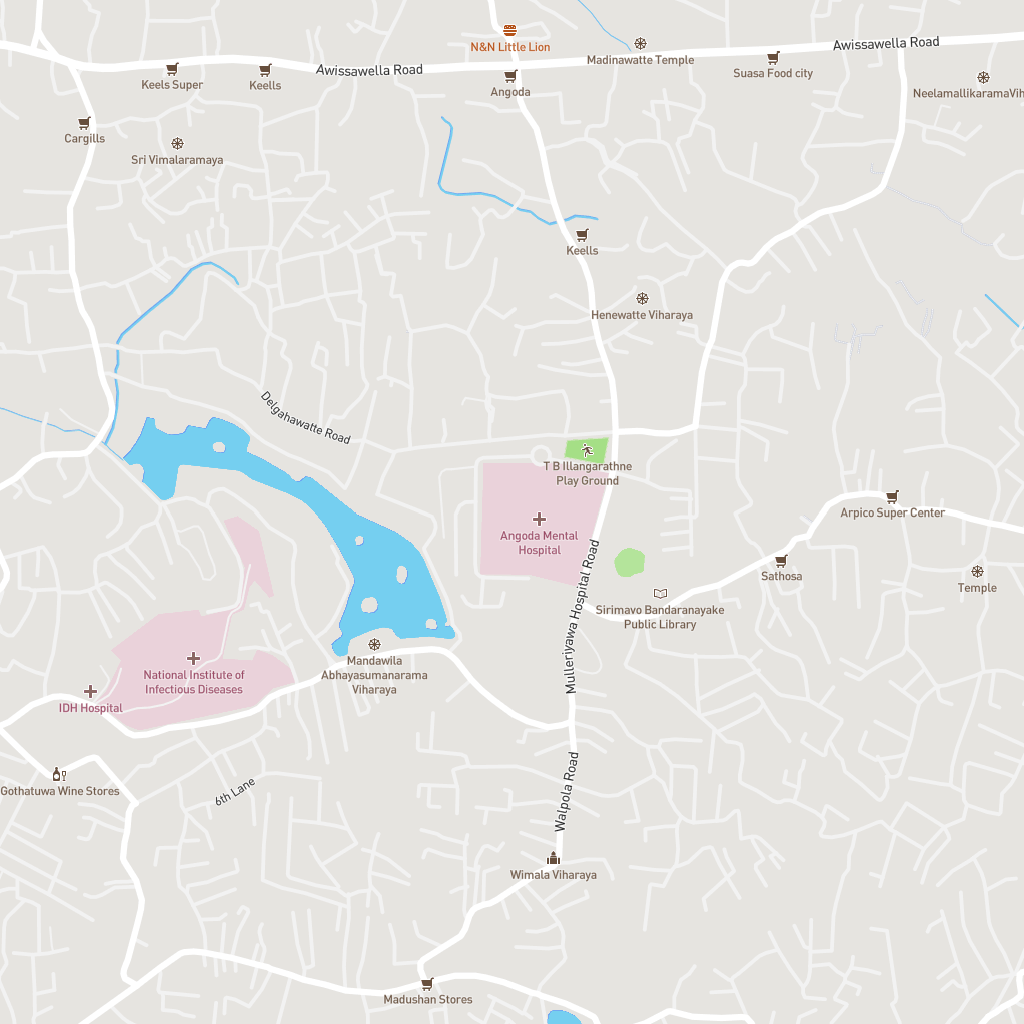 N&N Little Lion
Awissawella Road
Madinawatte Temple
Awissawella Road
Keels Super
Keells
Angoda
Suasa Food city
NeelamallikaramaVih
Cargills
Sri Vimalaramaya
Keells
Henewatte Viharaya
Delgahawatte Road
T B Illangarathne
Play Ground
Arpico Super Center
Angoda Mental
Hospital
Mulleriyawa Hospital Road
Sathosa
Temple
Sirimavo Bandaranayake
Public Library
Mandawila
Abhayasumanarama
Viharaya
National Institute of
Infectious Diseases
IDH Hospital
Gothatuwa Wine Stores
6th Lane
Walpola Road
Wimala Viharaya
Madushan Stores